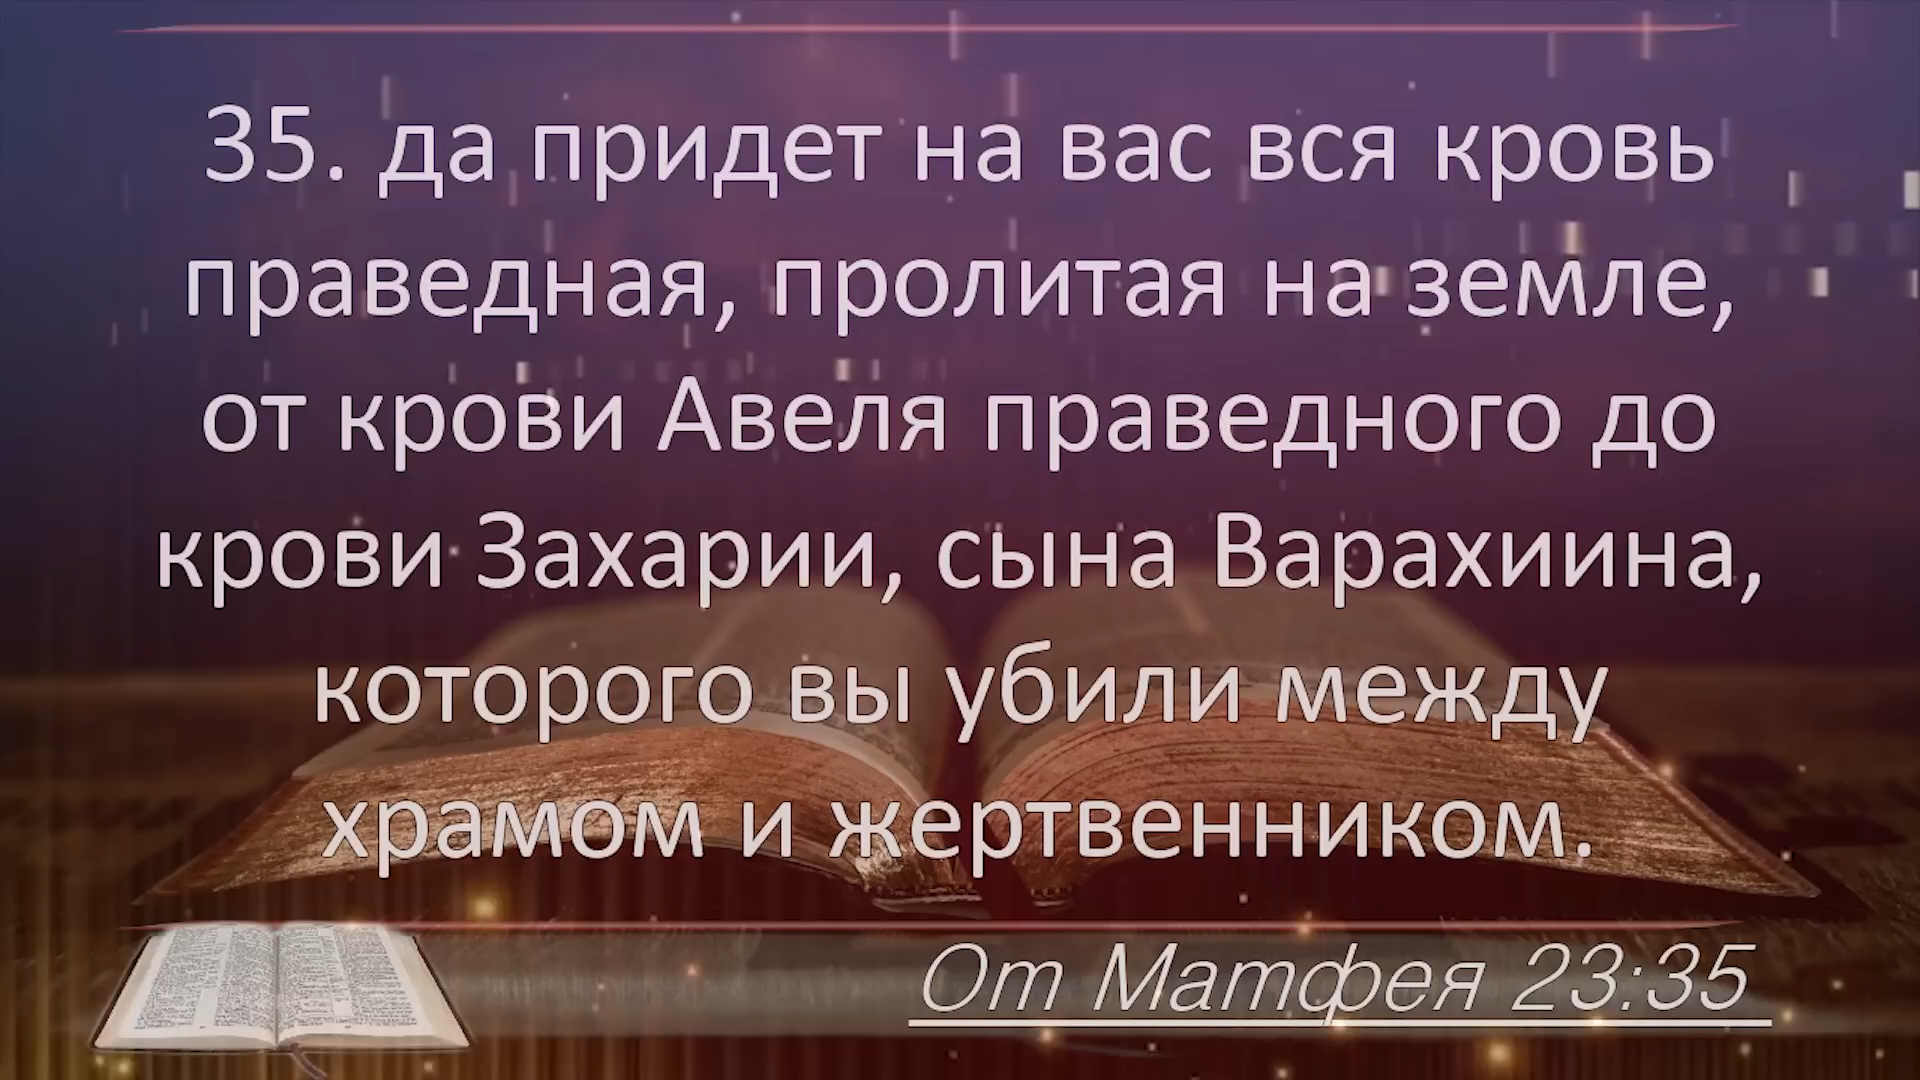 35. да придет на вас вся кровь
праведная, пролитая на земле,
от крови Авеля праведного до
крови Захарии, сына Варахиина,
которого вы убили между
храмом и жертвенником.
От Матфея 23:35